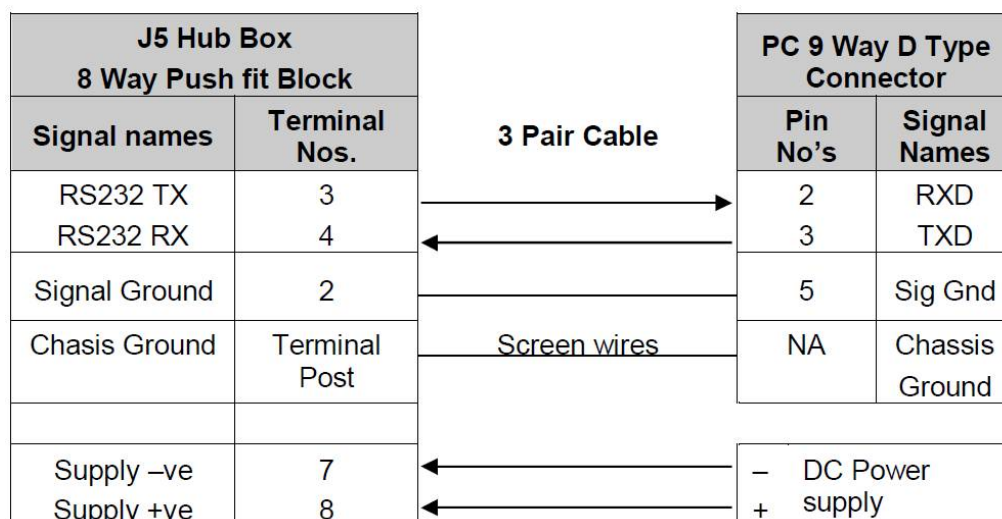 J5 Hub Box
8 Way Push fit Block
PC 9 Way D Type
Connector
Signal names Terminal Nos. 3 Pair Cable Pin No's Signal Names
RS232 TX 3 2 RXD
RS232 RX 4 3 TXD
Signal Ground 2 5 Sig Gnd
Chasis Ground Terminal Screen wires NA Chassis
Post Ground
Supply –ve 7 – DC Power
Supply +ve 8 + supply